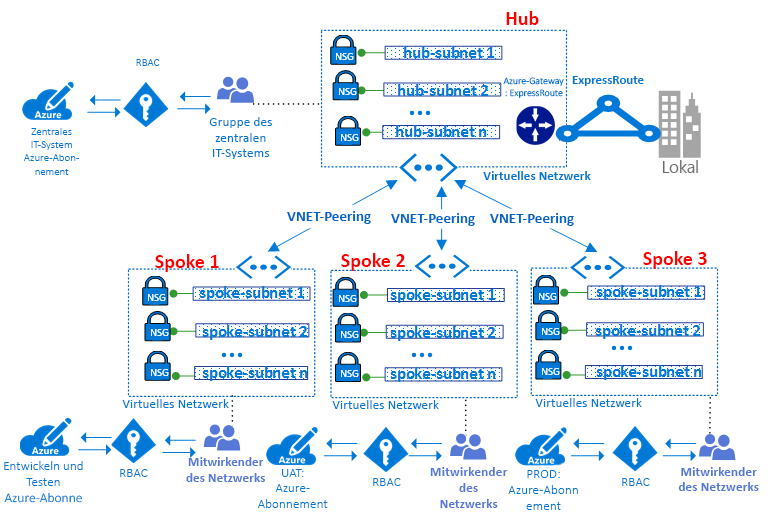 Hub
NSG
hub-subnet 1
RBAC
NSG
hub-subnet 2
Azure-Gateway
: ExpressRoute
ExpressRoute
Azure
...
Gruppe des
zentralen
IT-Systems
NSG
hub-subnet n
Zentrales
IT-System
Azure-Abon-
nement
Lokal
Virtuelles Netzwerk
VNET-Peering
VNET-Peering
VNET-Peering
Spoke 1
Spoke 2
Spoke 3
NSG
spoke-subnet 1
NSG
spoke-subnet 2
...
NSG
spoke-subnet n
Virtuelles Netzwerk
NSG
spoke-subnet 1
NSG
spoke-subnet 2
...
NSG
spoke-subnet n
Virtuelles Netzwerk
NSG
spoke-subnet 1
NSG
spoke-subnet 2
...
NSG
spoke-subnet n
Virtuelles Netzwerk
Azure
Entwickeln und
Testen
Azure-Abonne
RBAC
Mitwirkender
des Netzwerks
Azure
UAT:
Azure-
Abonnement
RBAC
Mitwirkender
des
Netzwerks
Azure
PROD:
Azure-Abonn
ement
RBAC
Mitwirkender
des Netzwerks